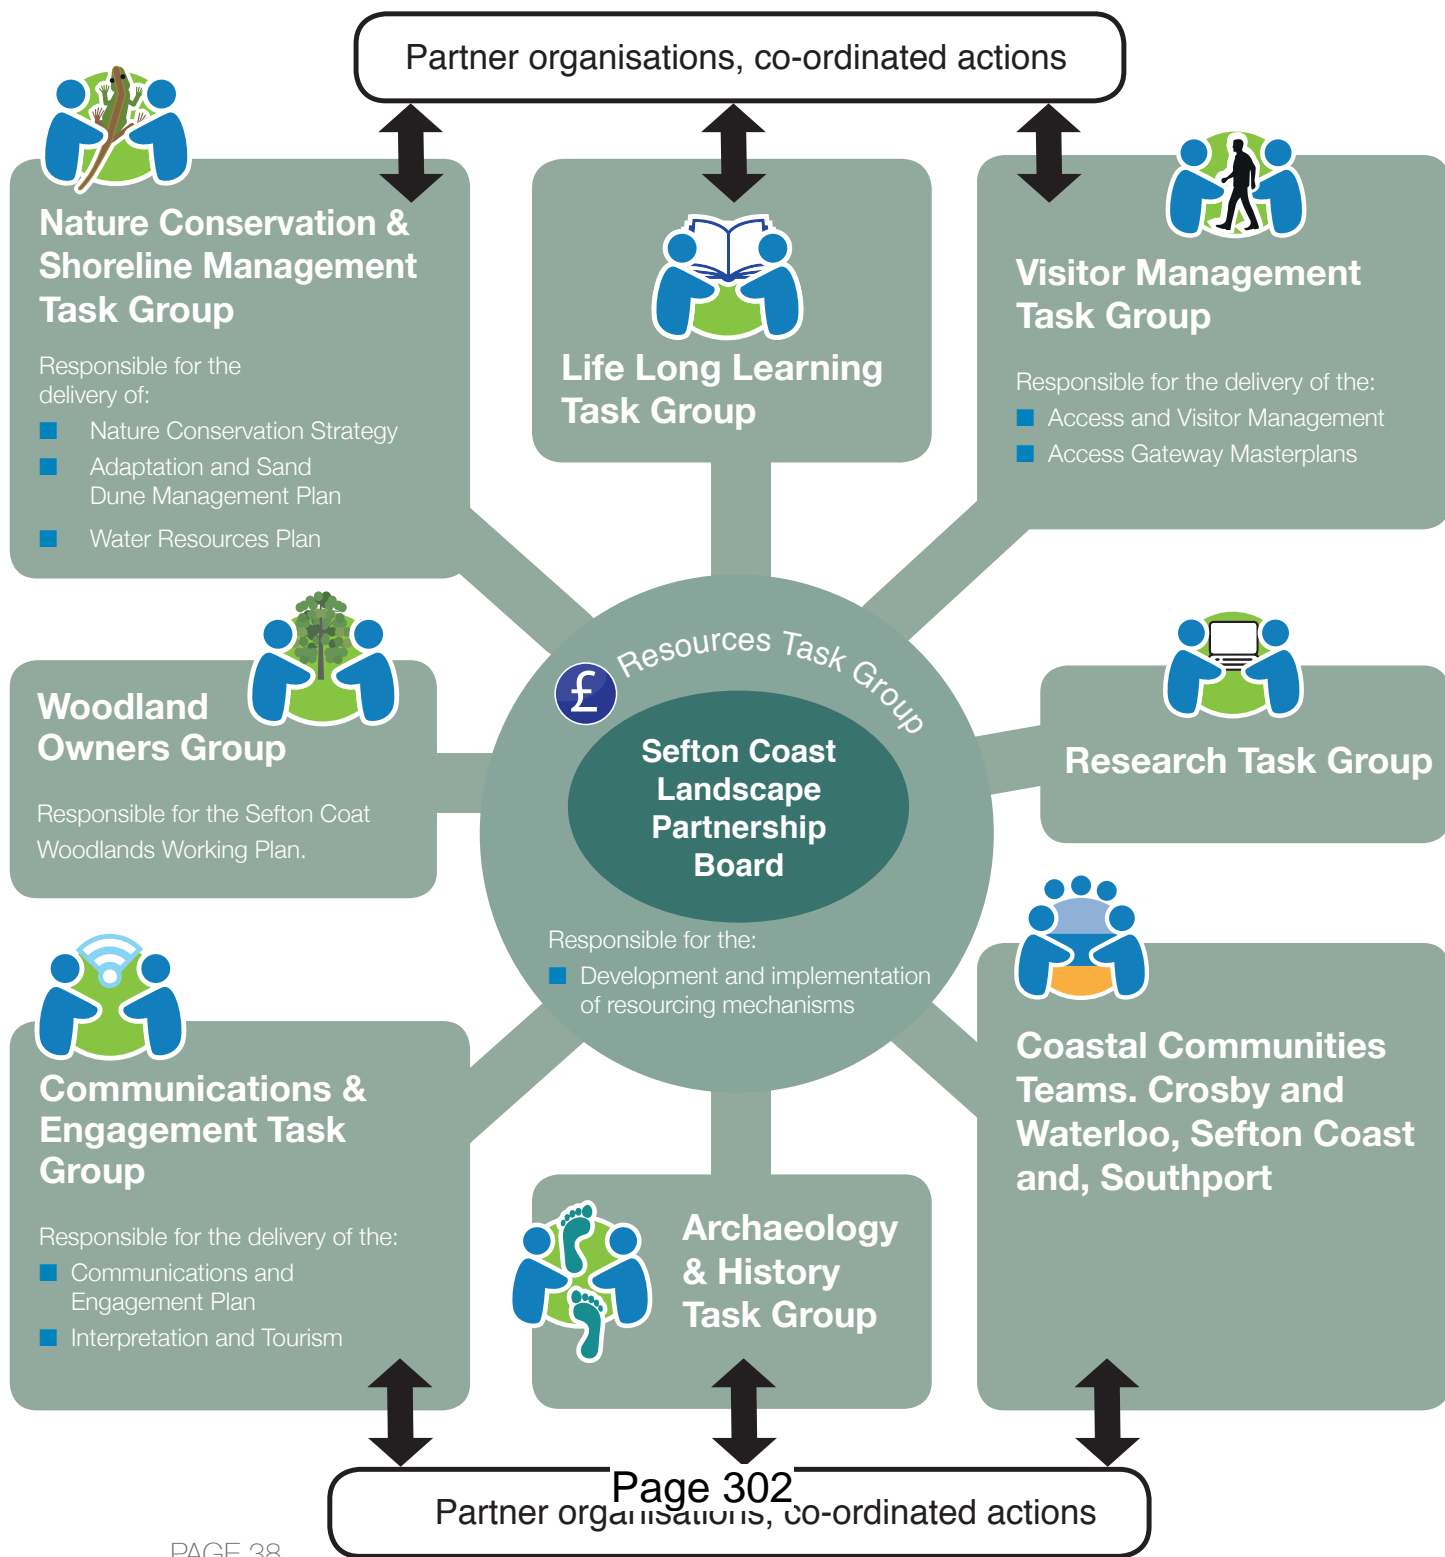 Partner organisations, co-ordinated actions
Nature Conservation &
Shoreline Management
Task Group
Responsible for the
delivery of:
Nature Conservation Strategy
Adaptation and Sand
Dune Management Plan
Water Resources Plan
Life Long Learning
Task Group
Visitor Management
Task Group
Responsible for the delivery of the:
Access and Visitor Management
Access Gateway Masterplans
Woodland
Owners Group
Responsible for the Sefton Coat
Woodlands Working Plan.
£
Resources Task Group
Sefton Coast
Landscape
Partnership
Board
Responsible for the:
Development and implementation
of resourcing mechanisms
Research Task Group
Communications &
Engagement Task
Group
Responsible for the delivery of the:
Communications and
Engagement Plan
Interpretation and Tourism
Archaeology
& History
Task Group
Coastal Communities
Teams. Crosby and
Waterloo, Sefton Coast
and, Southport
Page 302
Partner organisations, co-ordinated actions
PAGE 38